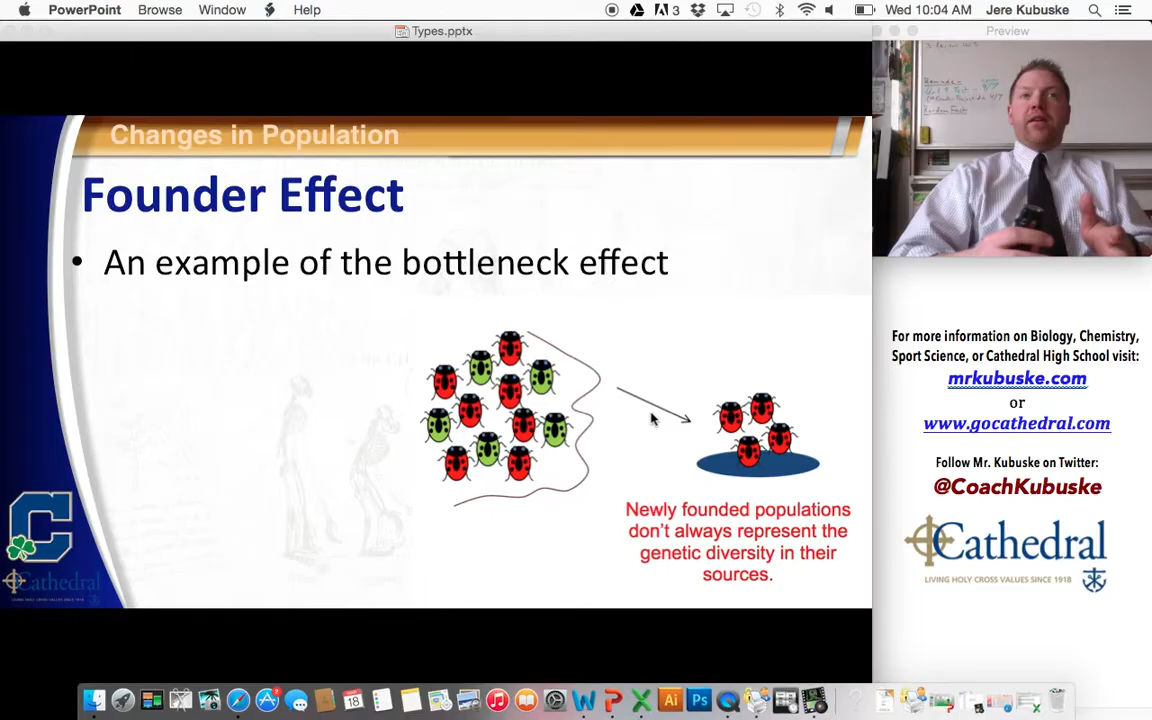 PowerPoint Browse Window Help 3 Wed 10:04 AM Jere Kubuske
Types.pptx
Preview
Changes in Population
Founder Effect
• An example of the bottleneck effect
Newly founded populations
don't always represent the
genetic diversity in their
sources.
C
Cathedral
For more information on Biology, Chemistry,
Sport Science, or Cathedral High School visit:
mrkubuske.com
or
www.gocathedral.com
Follow Mr. Kubuske on Twitter:
@CoachKubuske
Cathedral
LIVING HOLY CROSS VALUES SINCE 1918
18